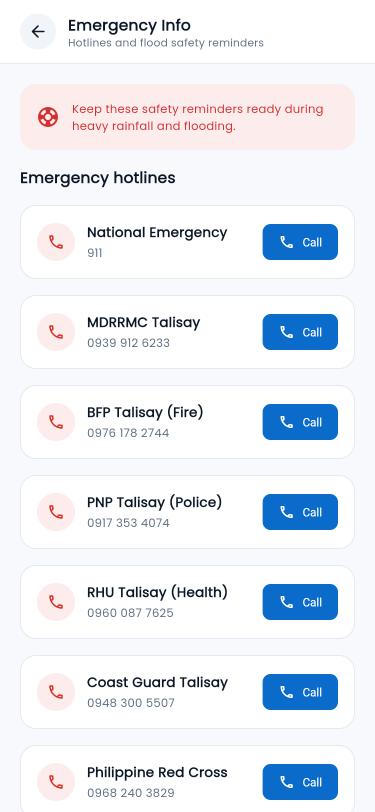 Emergency Info
Hotlines and flood safety reminders
Keep these safety reminders ready during
heavy rainfall and flooding.
Emergency hotlines
National Emergency
911
Call
MDRRMC Talisay
0939 912 6233
Call
BFP Talisay (Fire)
0976 178 2744
Call
PNP Talisay (Police)
0917 353 4074
Call
RHU Talisay (Health)
0960 087 7625
Call
Coast Guard Talisay
0948 300 5507
Call
Philippine Red Cross
0968 240 3829
Call